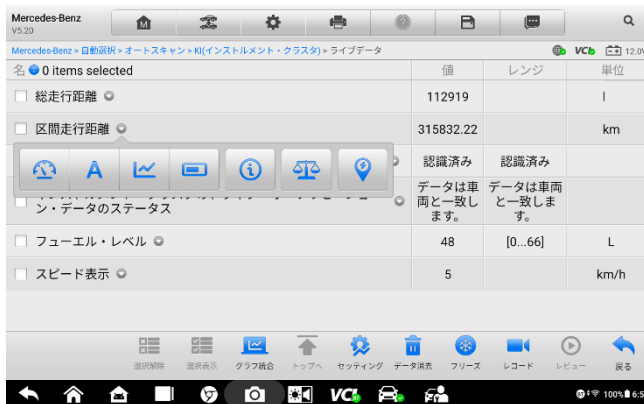 Mercedes-Benz
V5.20
Mercedes-Benz > 自動選択 > オートスキャン > KI(インストルメント・クラスタ) > ライブデータ
VCb 12.0V
名 0 items selected 値 レンジ 単位
総走行距離 112919 l
区間走行距離 315832.22 km
認識済み 認識済み
データは車両と一致します。 データは車両と一致します。
ン・データのステータス
フューエル・レベル 48 [0...66] L
スピード表示 5 km/h
選択解除 選択表示 グラフ統合 トップへ セッティング データ消去 フリーズ レコード レビュー 戻る
VC 100% 6:5